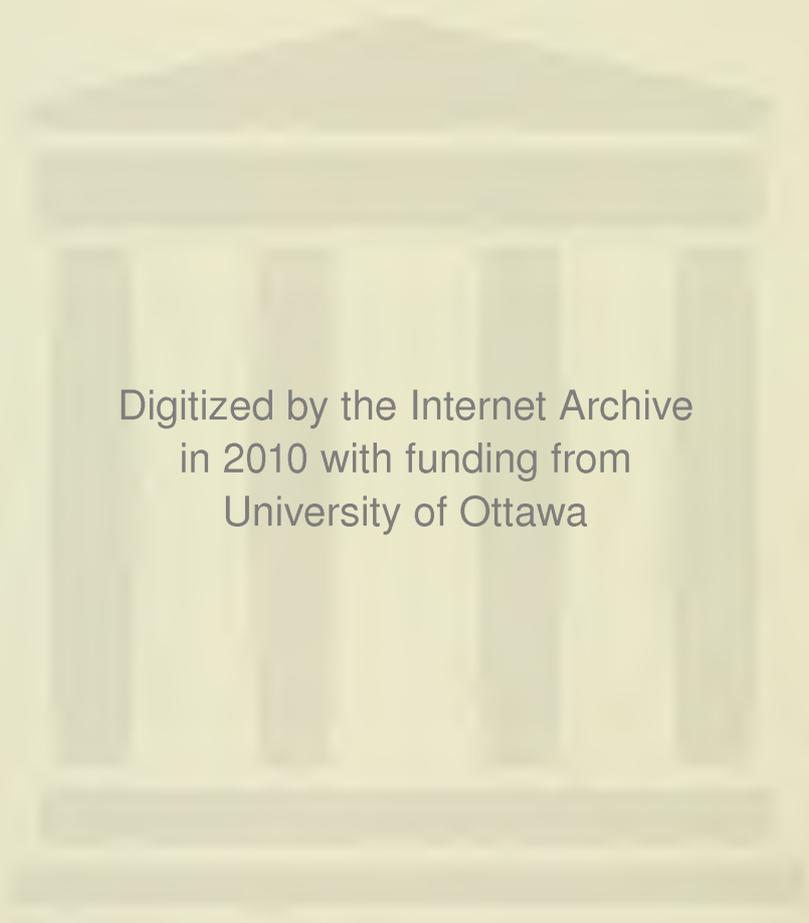 Digitized by the Internet Archive
in 2010 with funding from
University of Ottawa